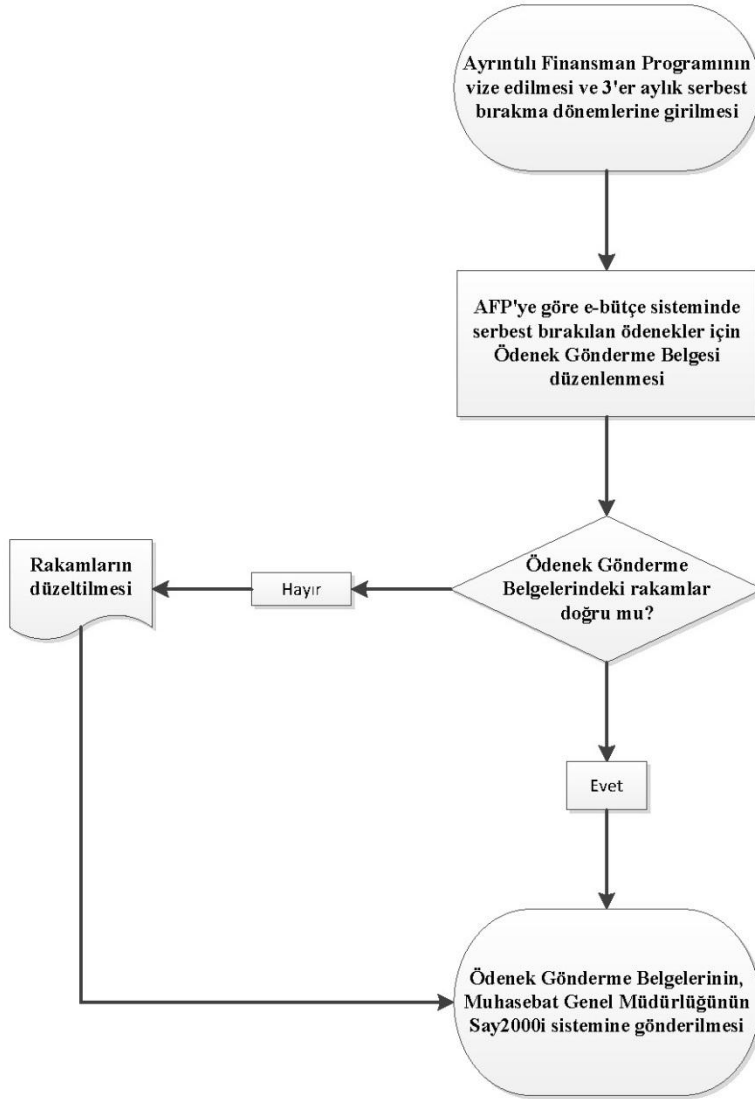 Ayrıntılı Finansman Programının
vize edilmesi ve 3'er aylık serbest
bırakma dönemlerine girilmesi
AFP'ye göre e-bütçe sisteminde
serbest bırakılan ödenekler için
Ödenek Gönderme Belgesi
düzenlenmesi
Ödenek Gönderme
Belgelerindeki rakamlar
doğru mu?
Hayır
Rakamların
düzeltilmesi
Evet
Ödenek Gönderme Belgelerinin,
Muhasebat Genel Müdürlüğünün
Say2000i sistemine gönderilmesi